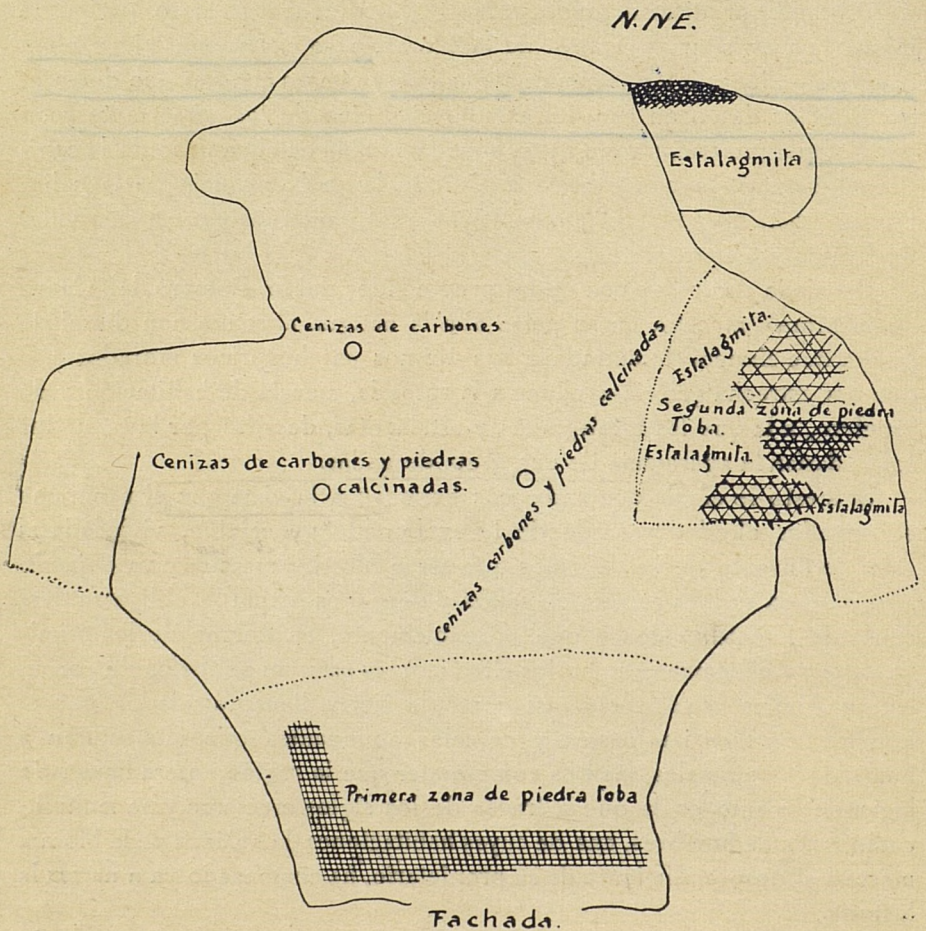 N.NE.
Estalagmita
Cenizas de carbones
Estalagmita.
Cenizas carbones y piedras calcinadas
Segunda zona de piedra
Toba.
Estalagmita.
Cenizas de carbones y piedras
calcinadas.
Estalagmita
Primera zona de piedra toba
Fachada.